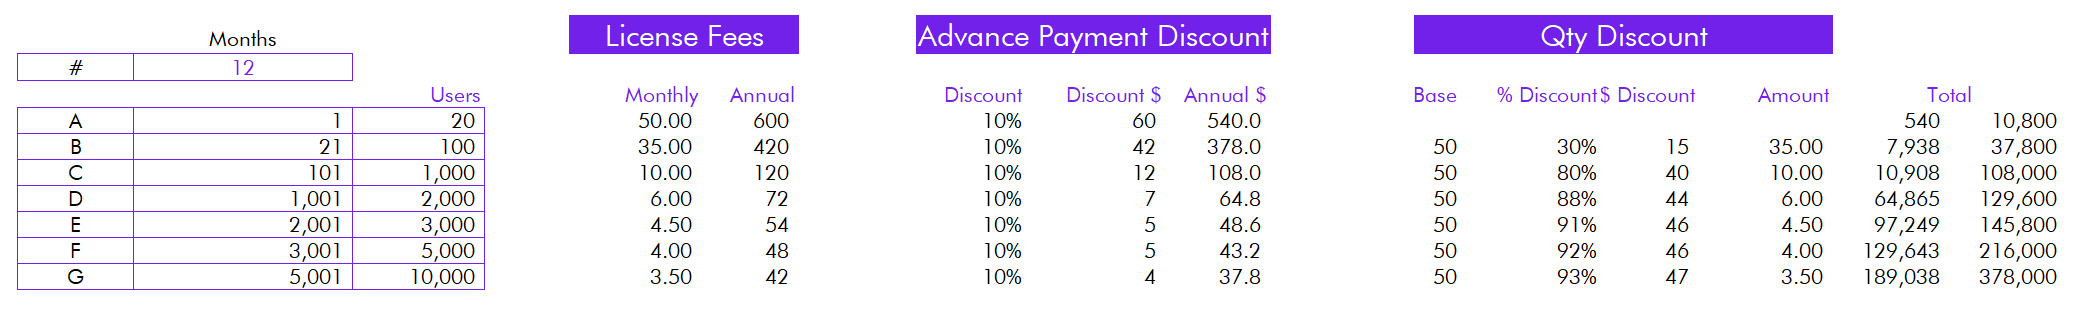 License Fees Advance Payment Discount Qty Discount
Months
# 12
Users Monthly Annual Discount Discount $ Annual $ Base % Discount $ Discount Amount Total
A 1 20 50.00 600 10% 60 540.0 540 10,800
B 21 100 35.00 420 10% 42 378.0 50 30% 15 35.00 7,938 37,800
C 101 1,000 10.00 120 10% 12 108.0 50 80% 40 10.00 10,908 108,000
D 1,001 2,000 6.00 72 10% 7 64.8 50 88% 44 6.00 64,865 129,600
E 2,001 3,000 4.50 54 10% 5 48.6 50 91% 46 4.50 97,249 145,800
F 3,001 5,000 4.00 48 10% 5 43.2 50 92% 46 4.00 129,643 216,000
G 5,001 10,000 3.50 42 10% 4 37.8 50 93% 47 3.50 189,038 378,000